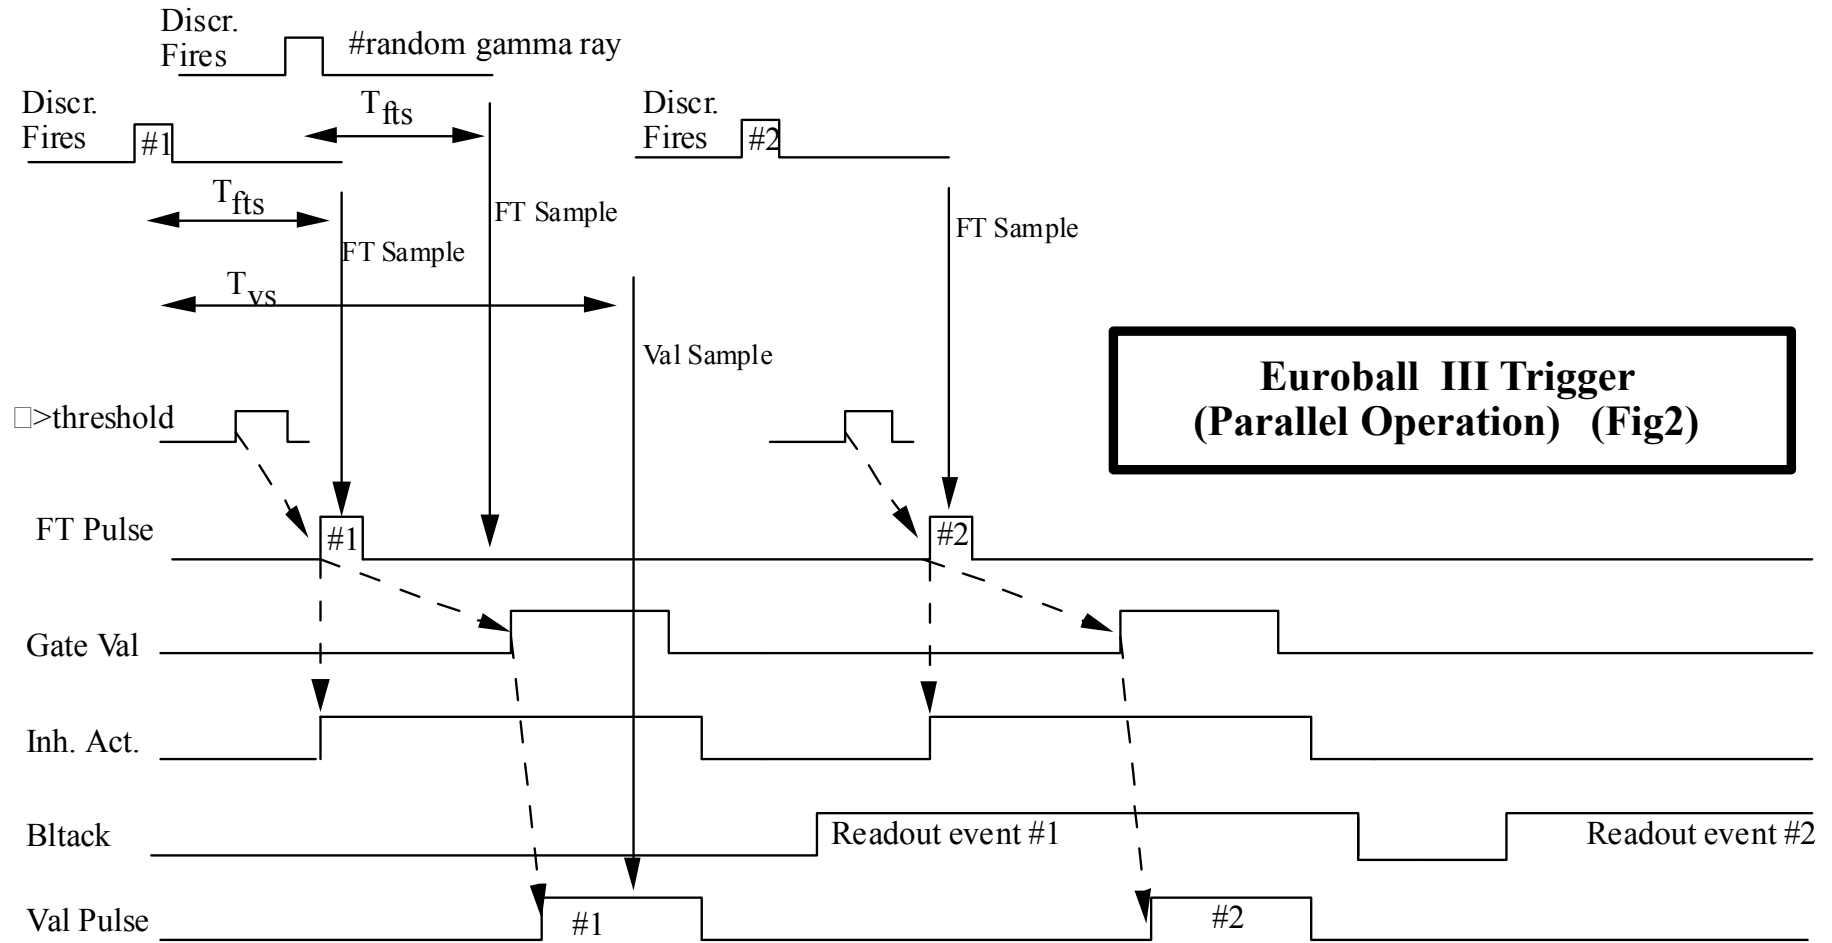 Discr.
Fires
#random gamma ray
Discr.
Fires
#1
Tfts
Discr.
Fires
#2
Tfts
FT Sample
FT Sample
FT Sample
Tvs
Val Sample
Euroball III Trigger
(Parallel Operation) (Fig2)
□>threshold
FT Pulse
#1
#2
Gate Val
Inh. Act.
Bltack
Readout event #1
Readout event #2
Val Pulse
#1
#2